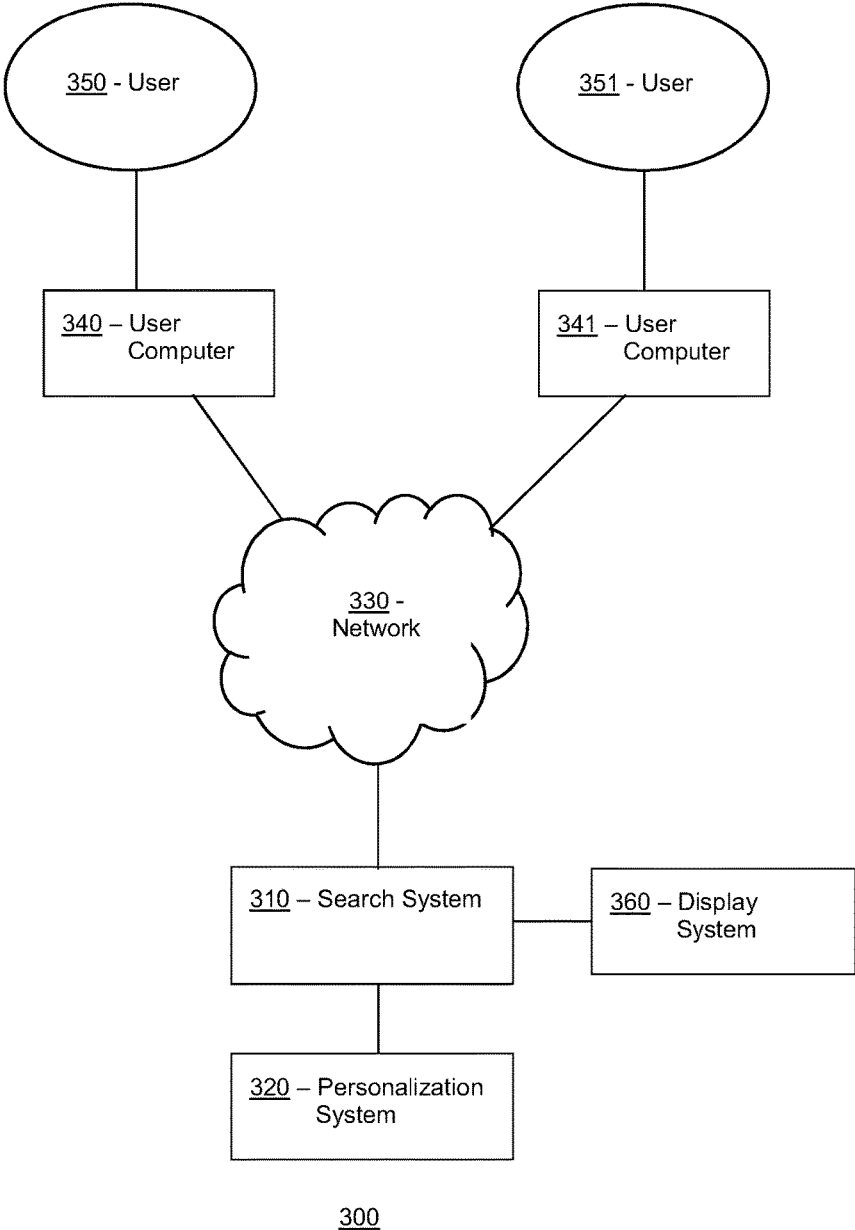 350 - User
351 - User
340 – User
Computer
341 – User
Computer
330 -
Network
310 – Search System
360 – Display
System
320 – Personalization
System
300